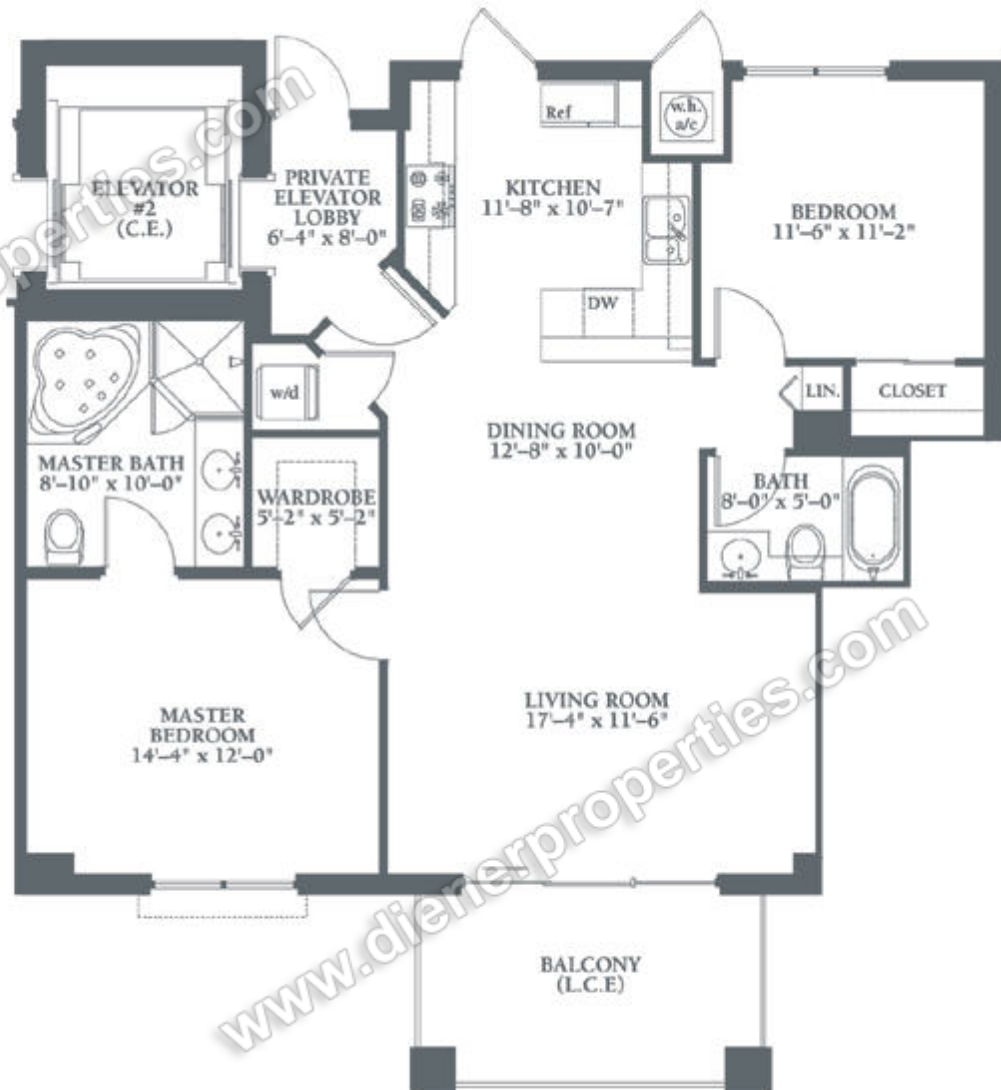 ELEVATOR
#2
(C.E.)
PRIVATE
ELEVATOR
LOBBY
6'-4" x 8'-0"
Ref
KITCHEN
11'-8" x 10'-7"
w.h.
a/c
BEDROOM
11'-6" x 11'-2"
DW
w/d
LIN.
CLOSET
DINING ROOM
12'-8" x 10'-0"
MASTER BATH
8'-10" x 10'-0"
WARDROBE
5'-2" x 5'-2"
BATH
8'-0" x 5'-0"
MASTER
BEDROOM
14'-4" x 12'-0"
LIVING ROOM
17'-4" x 11'-6"
BALCONY
(L.C.E)
operties.com
www.dienerproperties.com